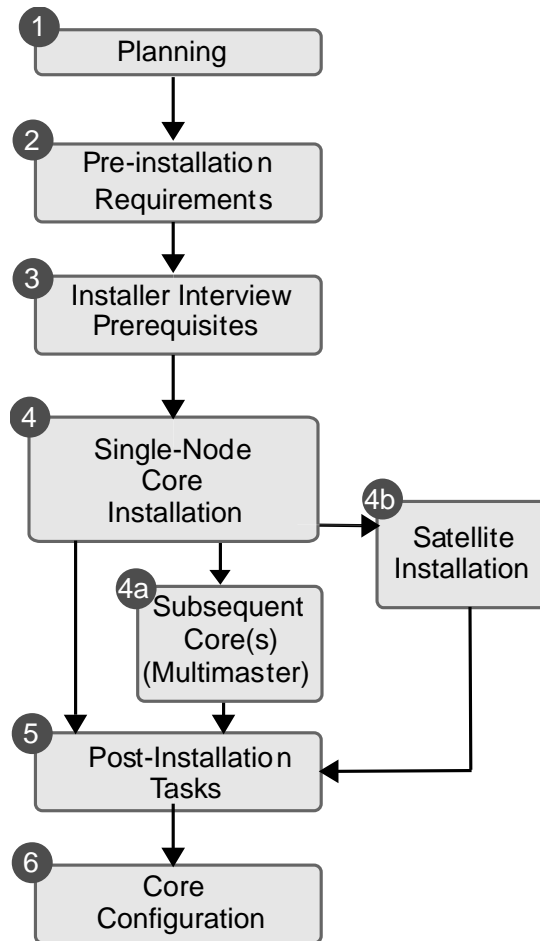 1
Planning
2
Pre-installation
Requirements
3
Installer Interview
Prerequisites
4
Single-Node
Core
Installation
4b
Satellite
Installation
4a
Subsequent
Core(s)
(Multimaster)
5
Post-Installation
Tasks
6
Core
Configuration